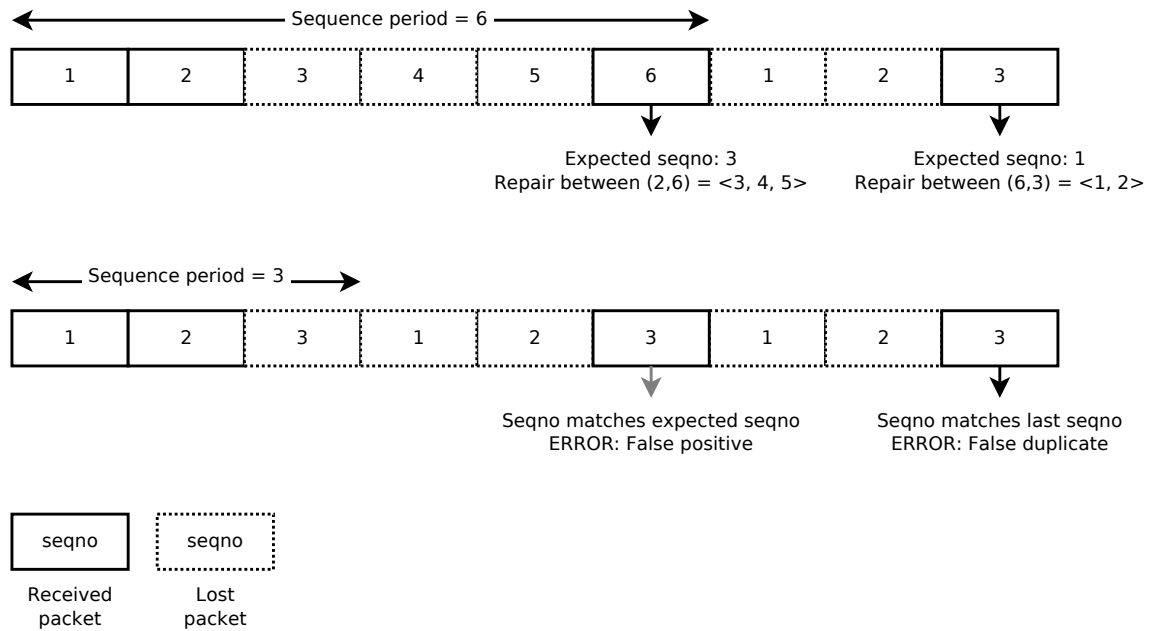 Sequence period = 6
1 2 3 4 5 6 1 2 3
Expected seqno: 3
Repair between (2,6) = <3, 4, 5>
Expected seqno: 1
Repair between (6,3) = <1, 2>
Sequence period = 3
1 2 3 1 2 3 1 2 3
Seqno matches expected seqno
ERROR: False positive
Seqno matches last seqno
ERROR: False duplicate
seqno
seqno
Received
packet
Lost
packet